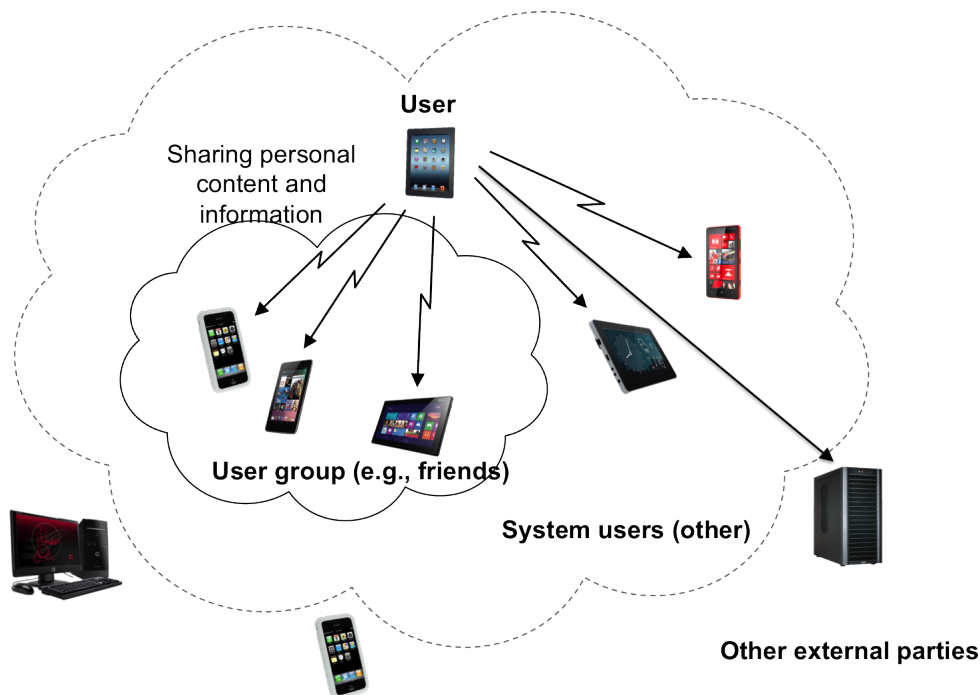 User
Sharing personal
content and
information
User group (e.g., friends)
System users (other)
Other external parties